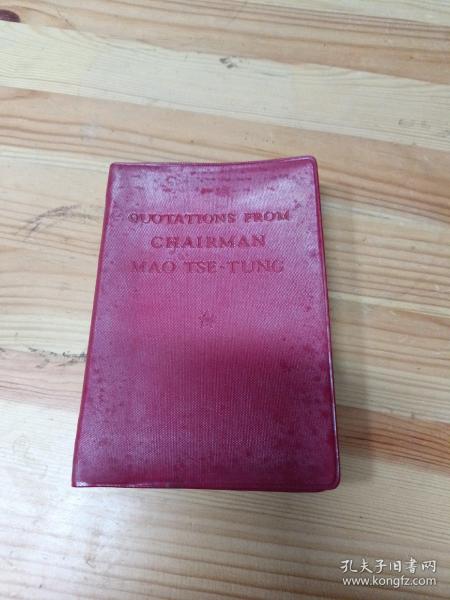 QUOTATIONS FROM
CHAIRMAN
MAO TSE-TUNG
孔夫子旧书网
www.kongfz.com